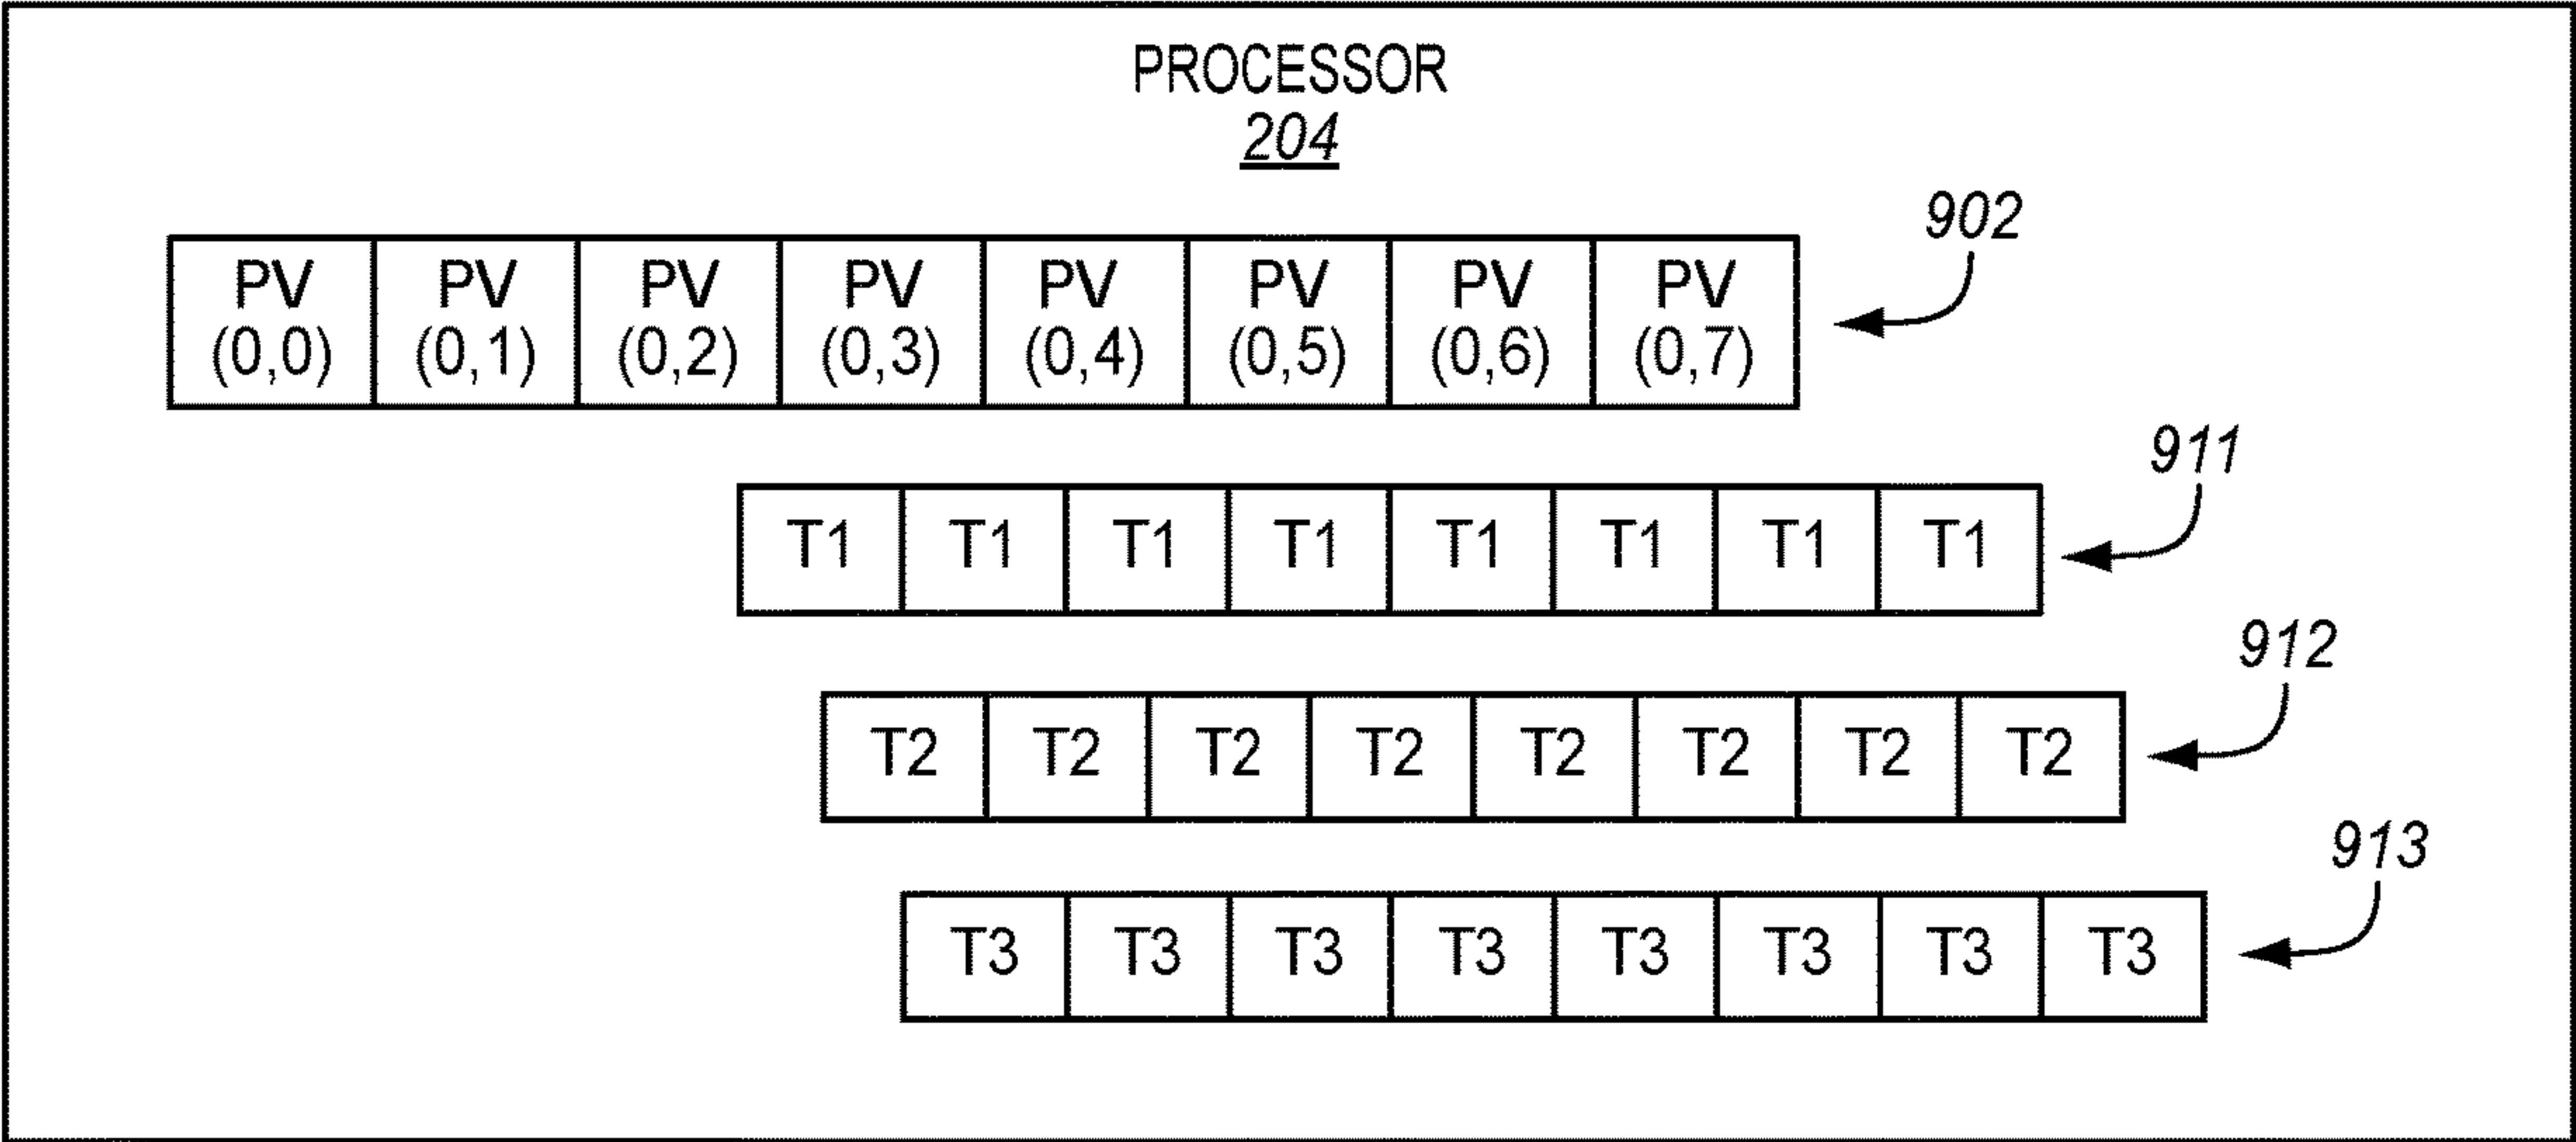 PROCESSOR
204
902
PV PV PV PV PV PV PV PV
(0,0) (0,1) (0,2) (0,3) (0,4) (0,5) (0,6) (0,7)
911
T1 T1 T1 T1 T1 T1 T1 T1
912
T2 T2 T2 T2 T2 T2 T2 T2
913
T3 T3 T3 T3 T3 T3 T3 T3